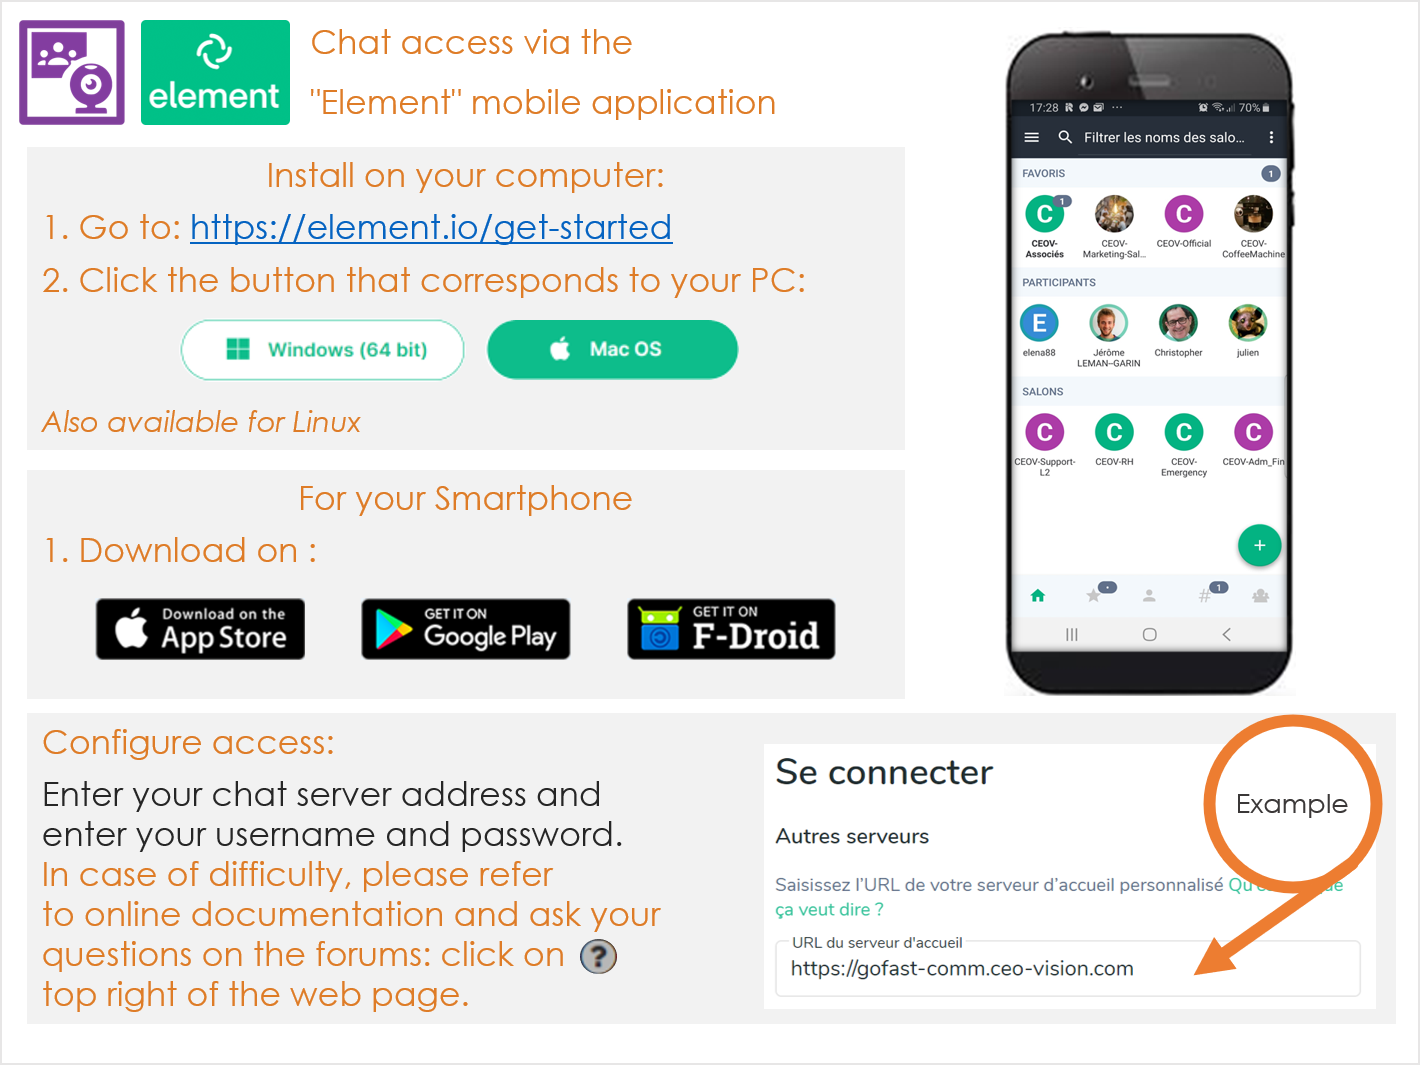 element
Chat access via the
"Element" mobile application
Install on your computer:
1. Go to: https://element.io/get-started
2. Click the button that corresponds to your PC:
Windows (64 bit)
Mac OS
Also available for Linux
For your Smartphone
1. Download on :
Download on the
App Store
GET IT ON
Google Play
GET IT ON
F-Droid
17:28
70%
Filtrer les noms des salo...
FAVORIS
1
C
1
CEOV-
Associés
CEOV-
Marketing-Sal...
C
CEOV-Official
CEOV-
CoffeeMachine
PARTICIPANTS
E
elena88
Jérôme
LEMAN--GARIN
Christopher
julien
SALONS
C
CEOV-Support-
L2
C
CEOV-RH
C
CEOV-
Emergency
C
CEOV-Adm_Fin
+
#
1
Configure access:
Enter your chat server address and
enter your username and password.
In case of difficulty, please refer
to online documentation and ask your
questions on the forums: click on ?
top right of the web page.
Se connecter
Example
Autres serveurs
Saisissez l'URL de votre serveur d'accueil personnalisé
ça veut dire ?
URL du serveur d'accueil
https://gofast-comm.ceo-vision.com